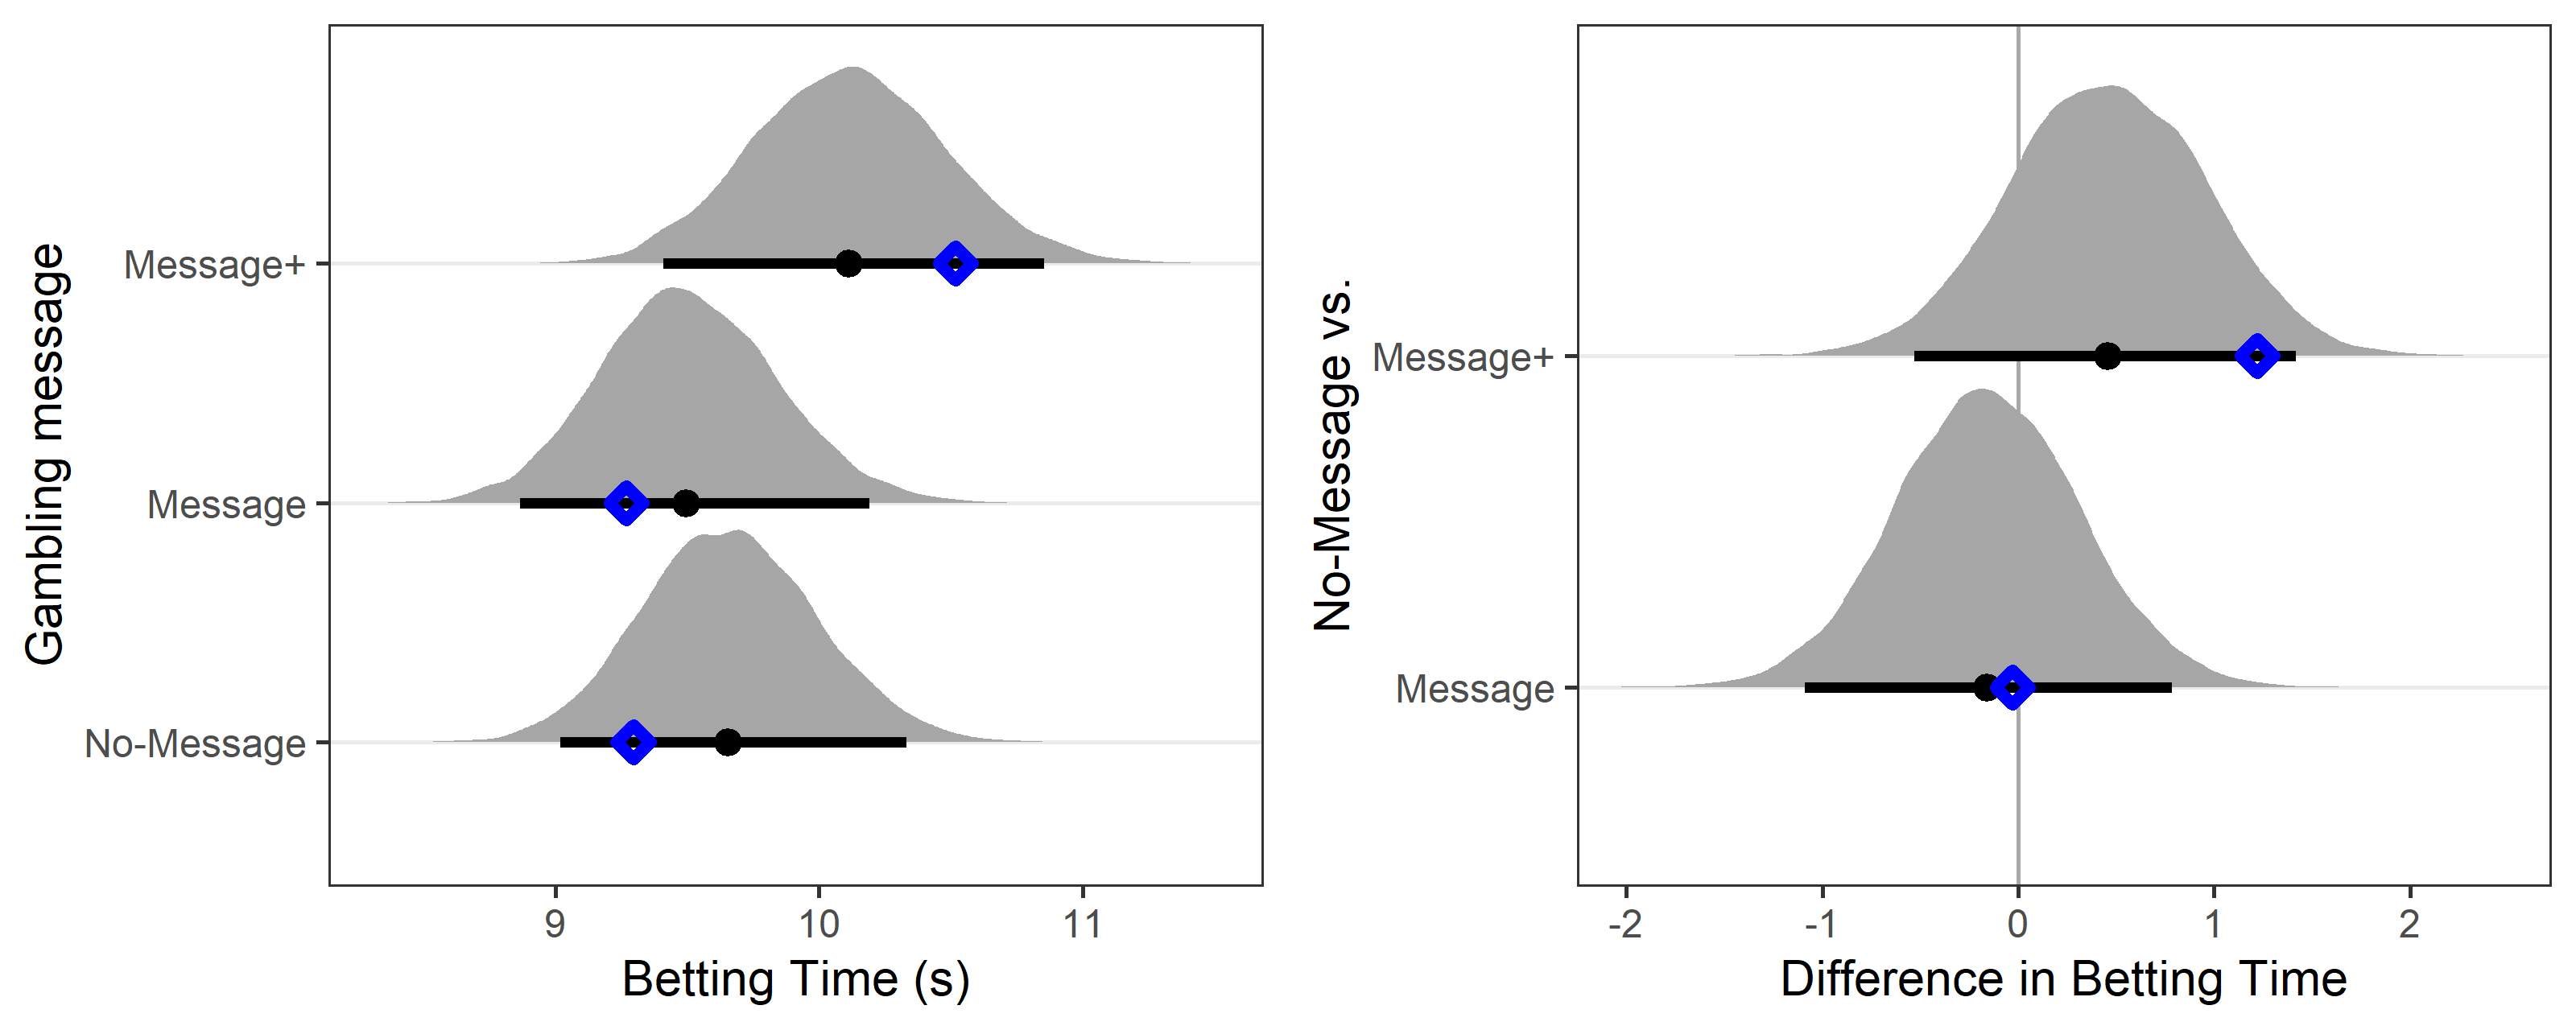 Gambling message
Message+
Message
No-Message
9 10 11
Betting Time (s)
No-Message vs.
Message+
Message
-2 -1 0 1 2
Difference in Betting Time